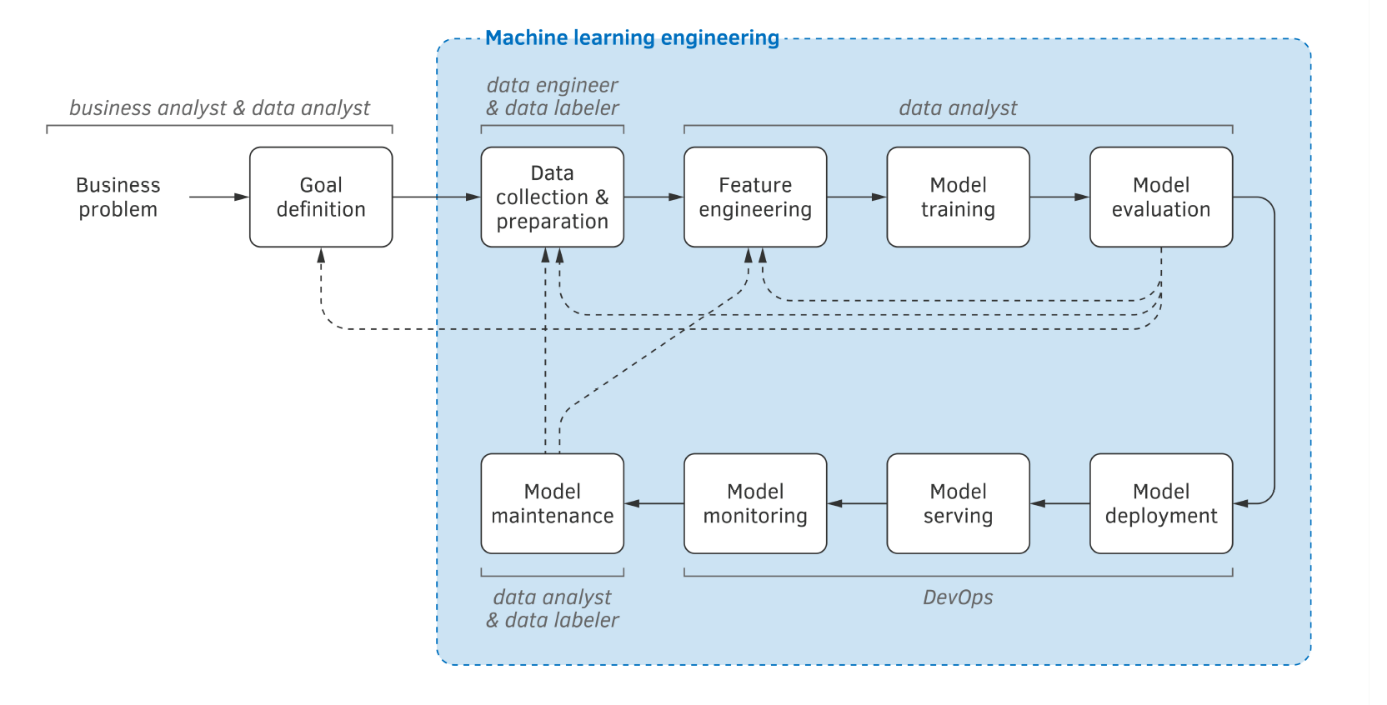 Machine learning engineering
business analyst & data analyst
data engineer
& data labeler
data analyst
Business
problem
Goal
definition
Data
collection &
preparation
Feature
engineering
Model
training
Model
evaluation
Model
maintenance
Model
monitoring
Model
serving
Model
deployment
data analyst
& data labeler
DevOps